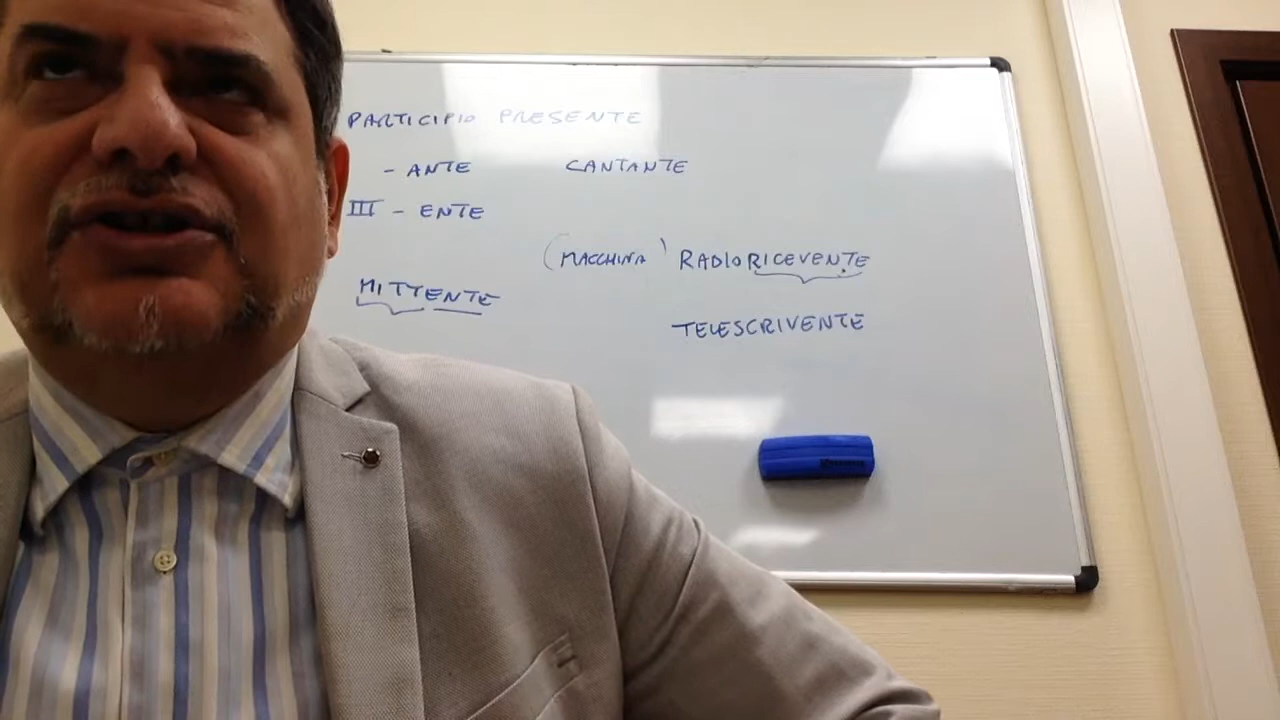 PARTICIPIO PRESENTE
- ANTE CANTANTE
III - ENTE
(MACCHINA) RADIORICEVENTE
MITTENTE
TELESCRIVENTE